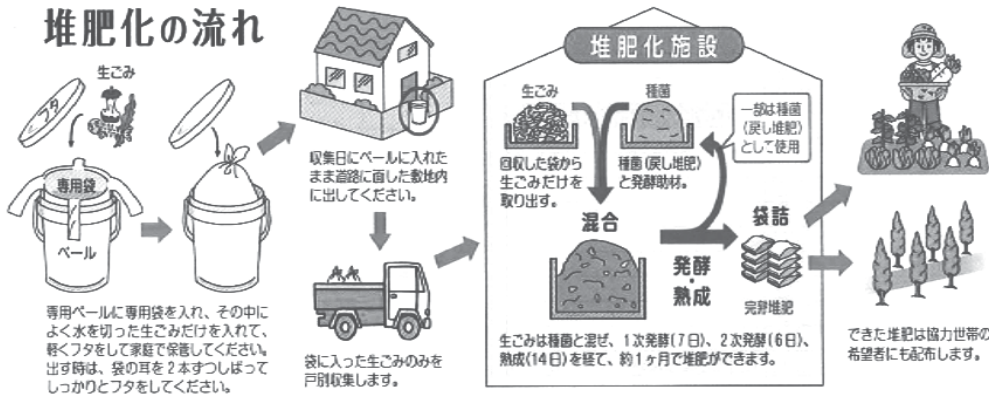 堆肥化の流れ
生ごみ
フタ
専用袋
ペール
専用ペールに専用袋を入れ、その中に
よく水を切った生ごみだけを入れて、
軽くフタをして家庭で保管してください。
出す時は、袋の耳を2本ずつしばって
しっかりとフタをしてください。
収集日にペールに入れた
まま道路に面した敷地内
に出してください。
袋に入った生ごみのみを
戸別収集します。
堆肥化施設
生ごみ
回収した袋から
生ごみだけを
取り出す。
種菌
種菌(戻し堆肥)
と発酵助材。
一部は種菌
(戻し堆肥)
として使用
混合
発酵
・
熟成
袋詰
完熟堆肥
生ごみは種菌と混ぜ、1次発酵(7日)、2次発酵(6日)、
熟成(14日)を経て、約1ヶ月で堆肥ができます。
できた堆肥は協力世帯の
希望者にも配布します。